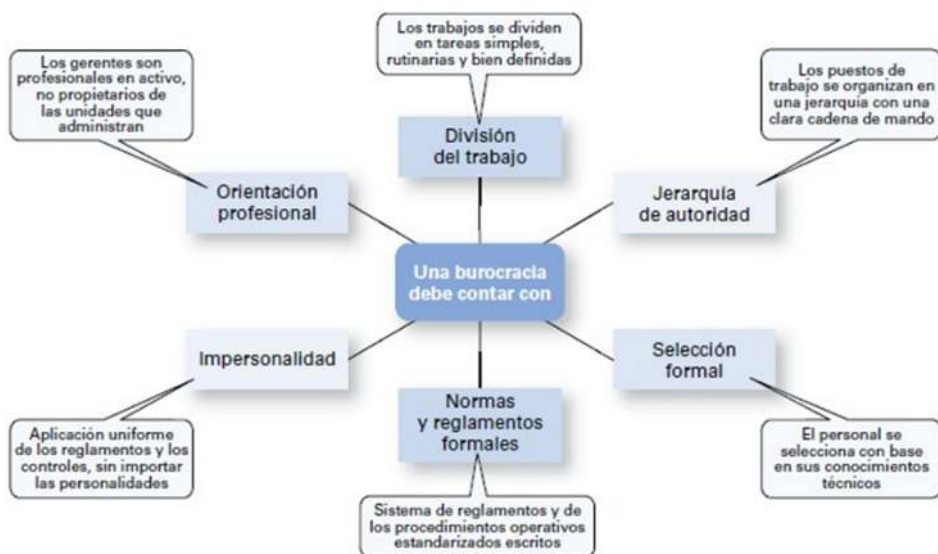 Los trabajos se dividen
en tareas simples,
rutinarias y bien definidas
Los gerentes son
profesionales en activo,
no propietarios de
las unidades que
administran
Los puestos de
trabajo se organizan en
una jerarquía con una
clara cadena de mando
División
del trabajo
Orientación
profesional
Jerarquía
de autoridad
Una burocracia
debe contar con
Impersonalidad
Selección
formal
Normas
y reglamentos
formales
Aplicación uniforme
de los reglamentos y los
controles, sin importar
las personalidades
El personal se
selecciona con base
en sus conocimientos
técnicos
Sistema de reglamentos y de
los procedimientos operativos
estandarizados escritos